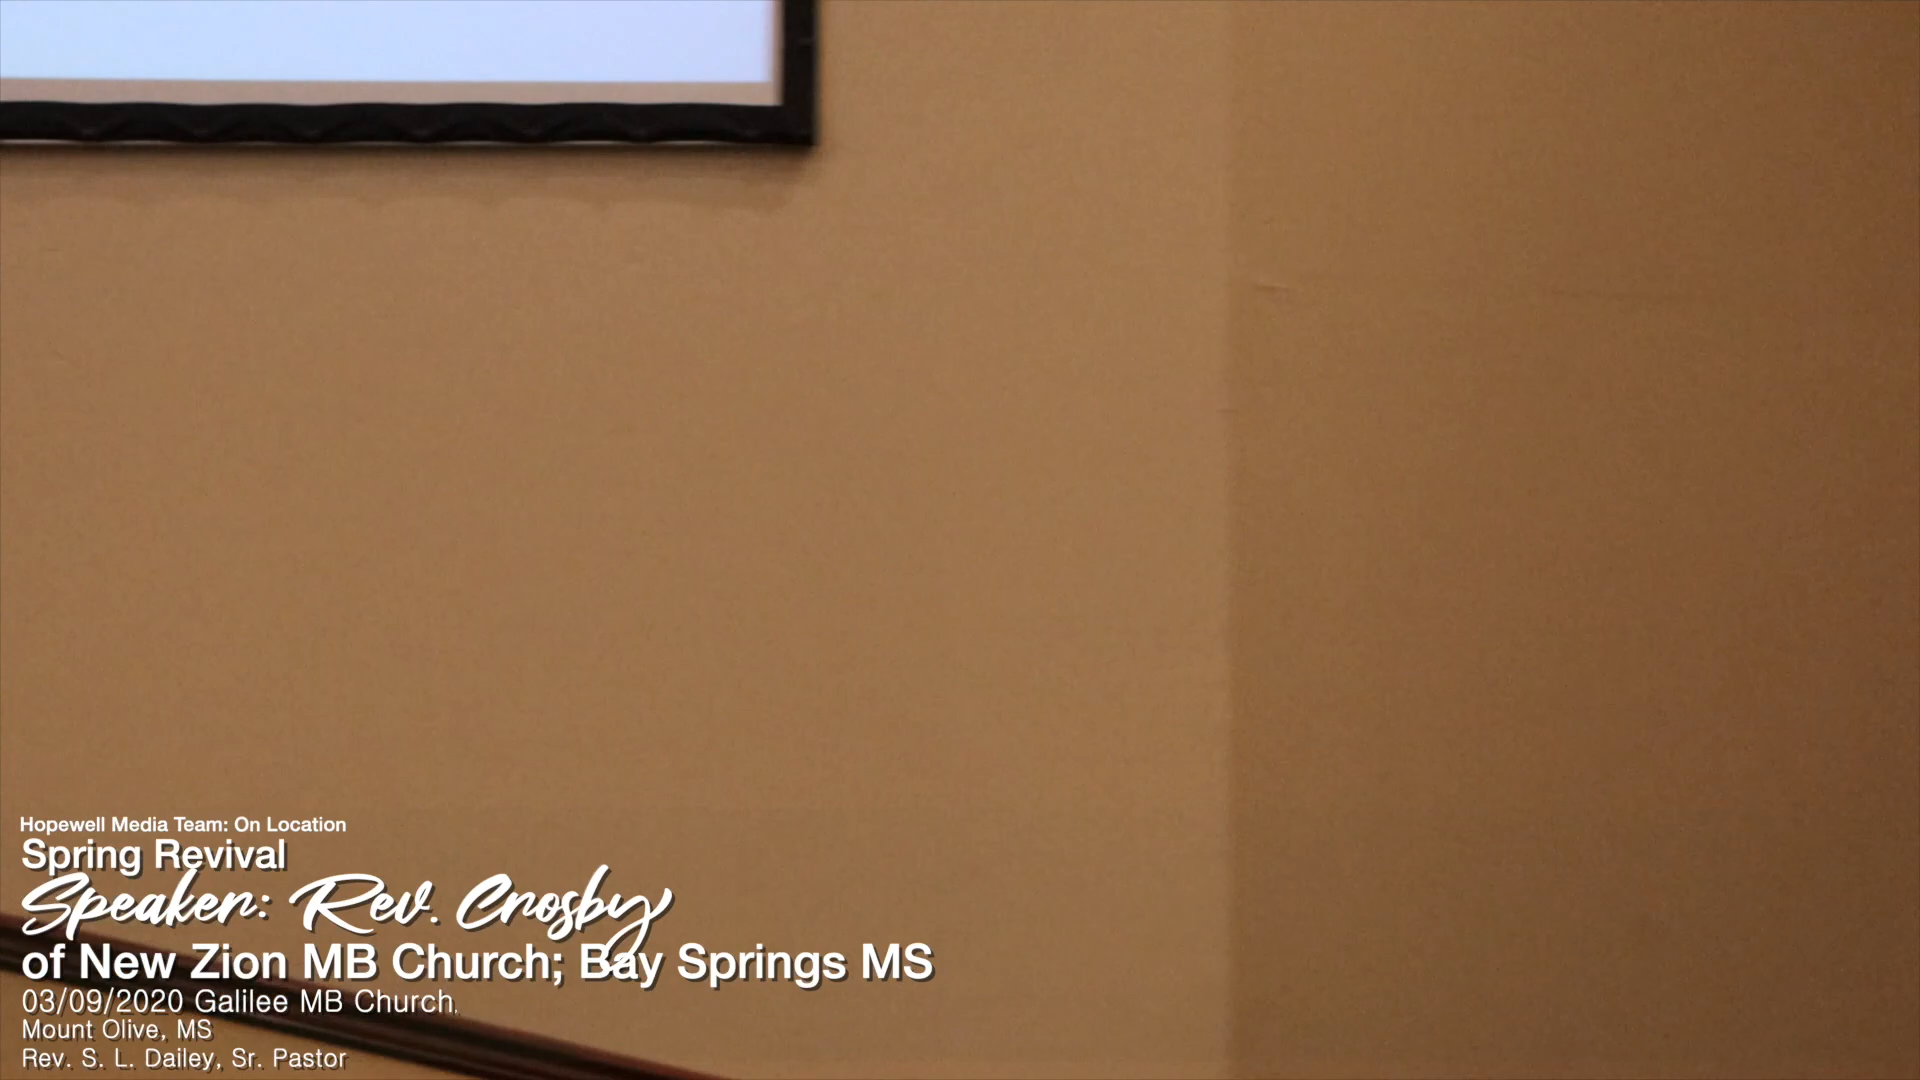 Hopewell Media Team: On Location
Spring Revival
Speaker: Rev. Crosby
of New Zion MB Church; Bay Springs MS
03/09/2020 Galilee MB Church,
Mount Olive, MS
Rev. S. L. Dailey, Sr. Pastor